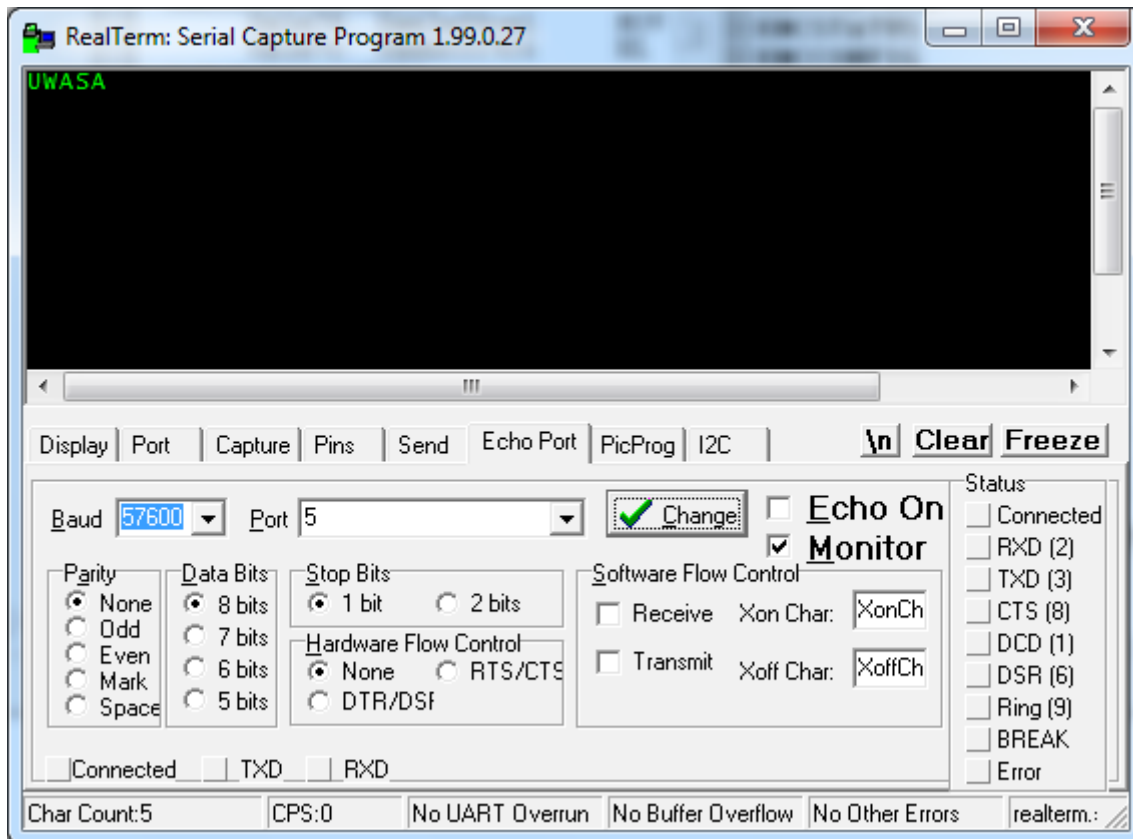 RealTerm: Serial Capture Program 1.99.0.27
UWASA
Display Port Capture Pins Send Echo Port PicProg I2C \n Clear Freeze
Baud 57600 Port 5 Change Echo On
Monitor
Parity
None
Odd
Even
Mark
Space
Data Bits
8 bits
7 bits
6 bits
5 bits
Stop Bits
1 bit 2 bits
Hardware Flow Control
None RTS/CTS
DTR/DSF
Software Flow Control
Receive Xon Char: XonCh
Transmit Xoff Char: XoffCh
Status
Connected
RXD (2)
TXD (3)
CTS (8)
DCD (1)
DSR (6)
Ring (9)
BREAK
Error
Connected TXD RXD
Char Count:5 CPS:0 No UART Overrun No Buffer Overflow No Other Errors realterm.: